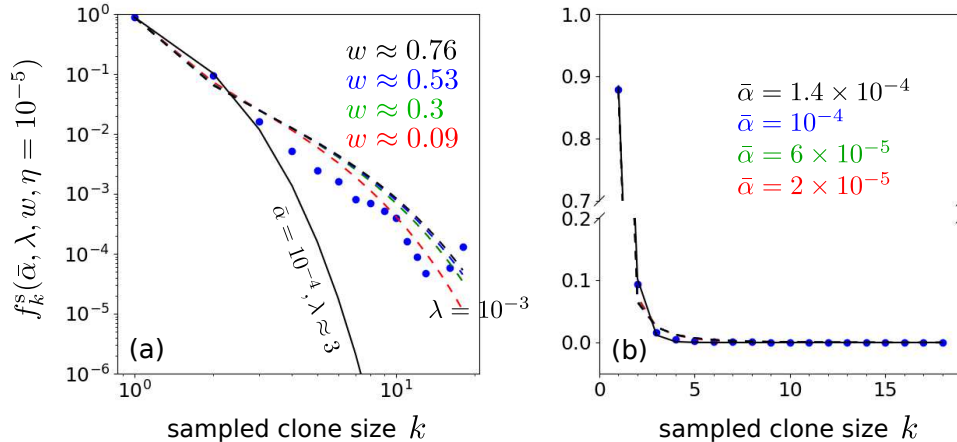 f_k^s(ᾱ, λ, w, η = 10^-5)
10^0
10^-1
10^-2
10^-3
10^-4
10^-5
10^-6
w ≈ 0.76
w ≈ 0.53
w ≈ 0.3
w ≈ 0.09
ᾱ = 10^-4, λ ≈ 3
λ = 10^-3
(a)
10^0
10^1
sampled clone size k
1.0
0.9
0.8
0.7
0.2
0.1
0.0
ᾱ = 1.4 × 10^-4
ᾱ = 10^-4
ᾱ = 6 × 10^-5
ᾱ = 2 × 10^-5
(b)
0
5
10
15
sampled clone size k